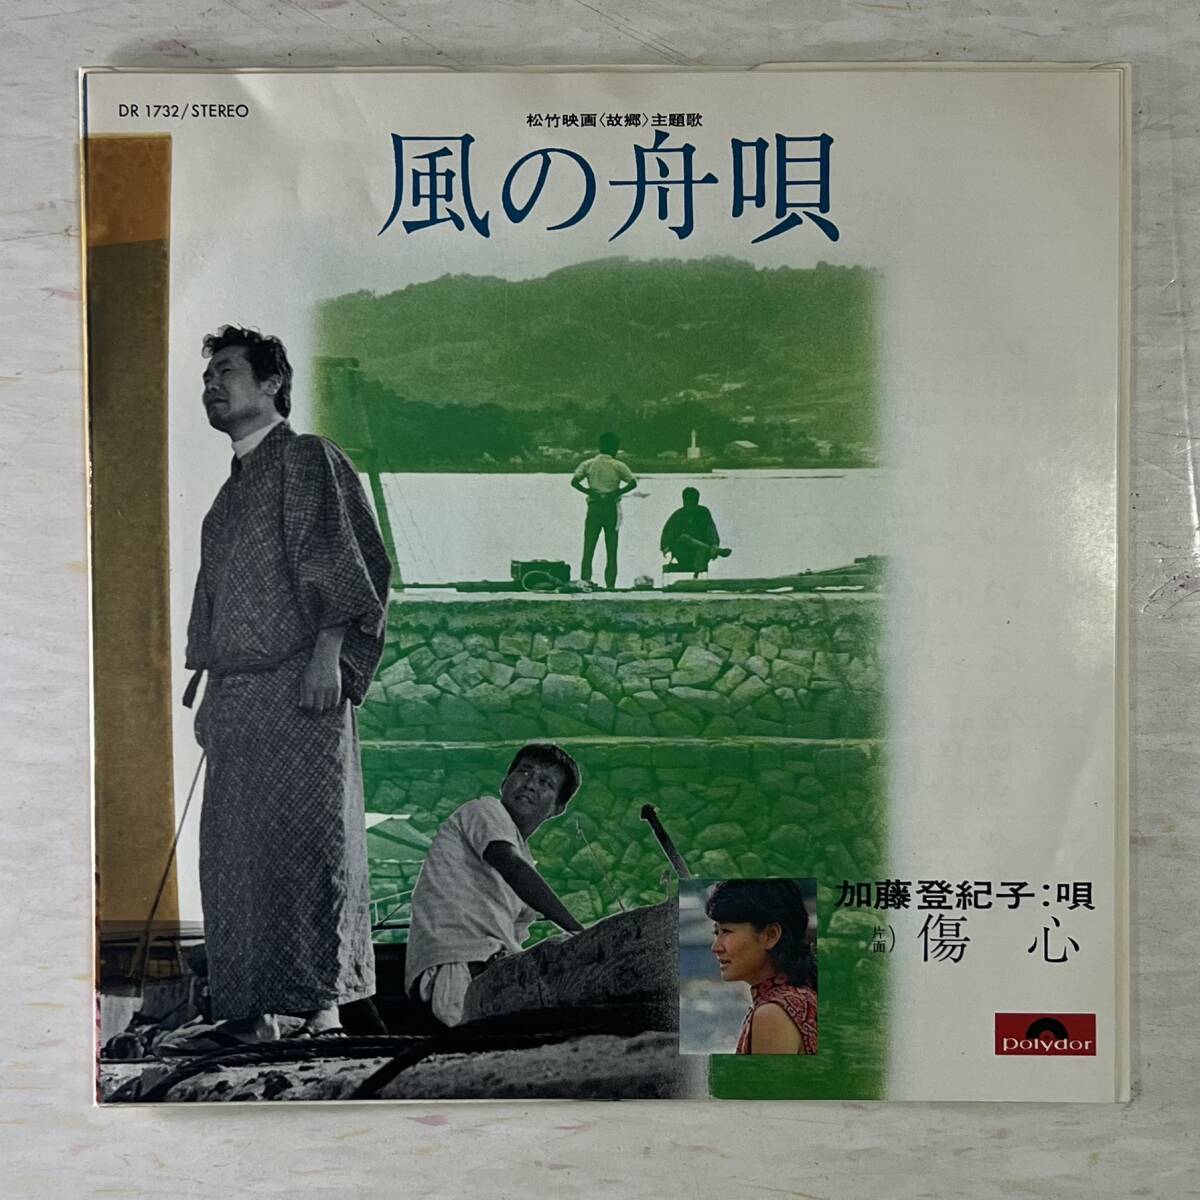 DR 1732/STEREO
松竹映画〈故郷〉主題歌
風の舟唄
加藤登紀子:唄
片面)傷心
polydor